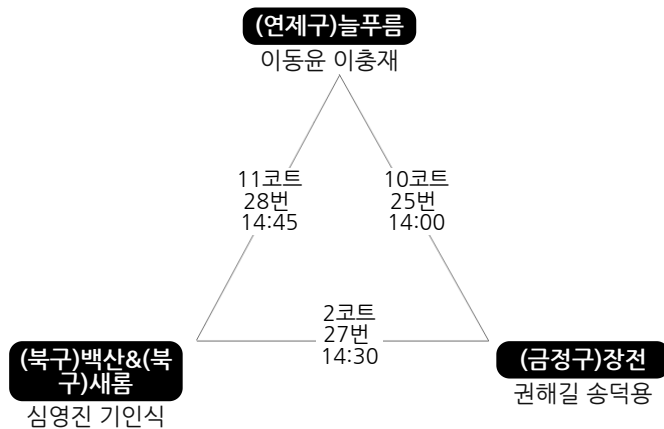 (연제구)늘푸름
이동윤 이충재
11코트
28번
14:45
10코트
25번
14:00
2코트
27번
14:30
(북구)백산&(북
구)새롬
심영진 기인식
(금정구)장전
권해길 송덕용